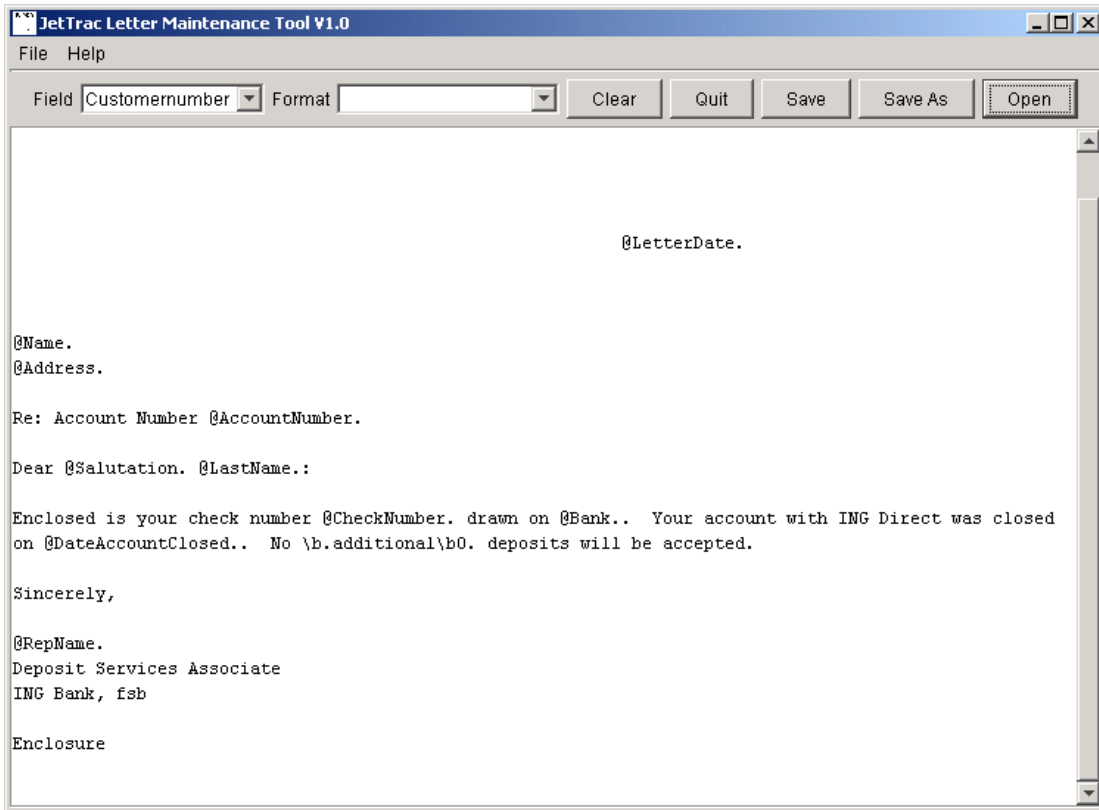 JetTrac Letter Maintenance Tool V1.0
File Help
Field Customernumber Format Clear Quit Save Save As Open
@LetterDate.
@Name.
@Address.
Re: Account Number @AccountNumber.
Dear @Salutation. @LastName.:
Enclosed is your check number @CheckNumber. drawn on @Bank..  Your account with ING Direct was closed
on @DateAccountClosed..  No \b.additional\b0. deposits will be accepted.
Sincerely,
@RepName.
Deposit Services Associate
ING Bank, fsb
Enclosure